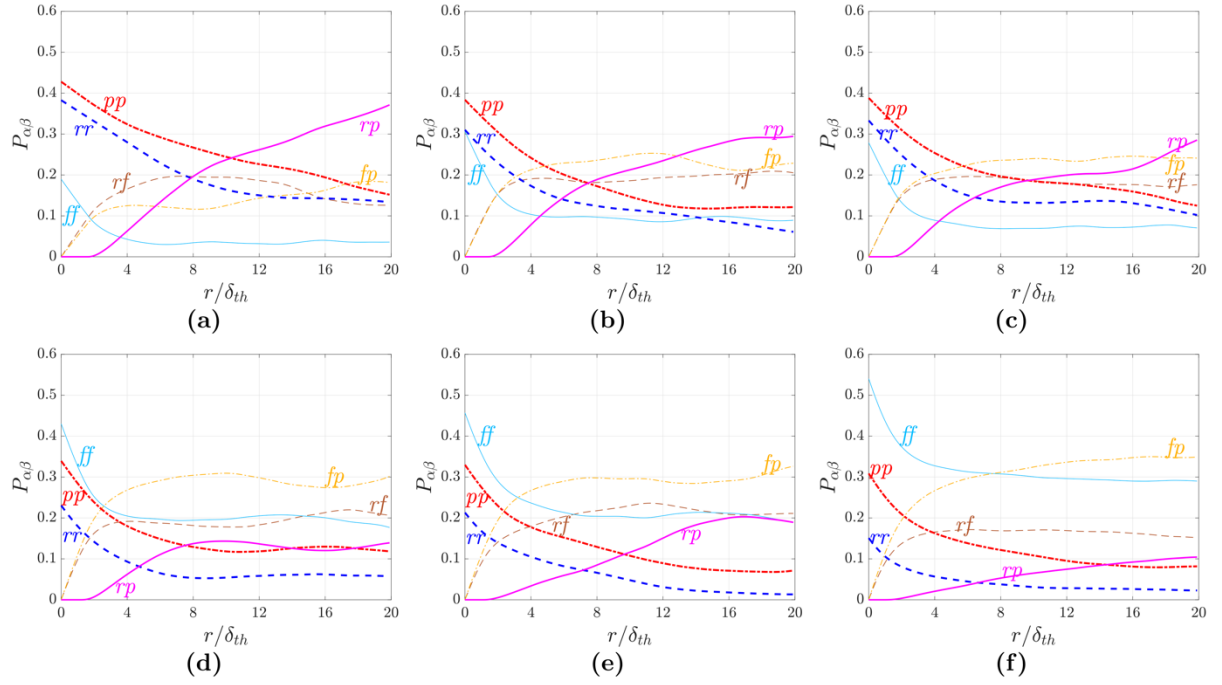 0.6
0.5
0.4
0.3
0.2
0.1
0
P_{αβ}
pp
rr
rf
ff
fp
rp
0 4 8 12 16 20
r/δ_{th}
(a)
0.6
0.5
0.4
0.3
0.2
0.1
0
P_{αβ}
pp
rr
ff
rp
fp
rf
0 4 8 12 16 20
r/δ_{th}
(b)
0.6
0.5
0.4
0.3
0.2
0.1
0
P_{αβ}
pp
rr
ff
rp
fp
rf
0 4 8 12 16 20
r/δ_{th}
(c)
0.6
0.5
0.4
0.3
0.2
0.1
0
P_{αβ}
ff
pp
rr
fp
rf
rp
0 4 8 12 16 20
r/δ_{th}
(d)
0.6
0.5
0.4
0.3
0.2
0.1
0
P_{αβ}
ff
pp
rr
fp
rf
rp
0 4 8 12 16 20
r/δ_{th}
(e)
0.6
0.5
0.4
0.3
0.2
0.1
0
P_{αβ}
ff
pp
rr
fp
rf
rp
0 4 8 12 16 20
r/δ_{th}
(f)